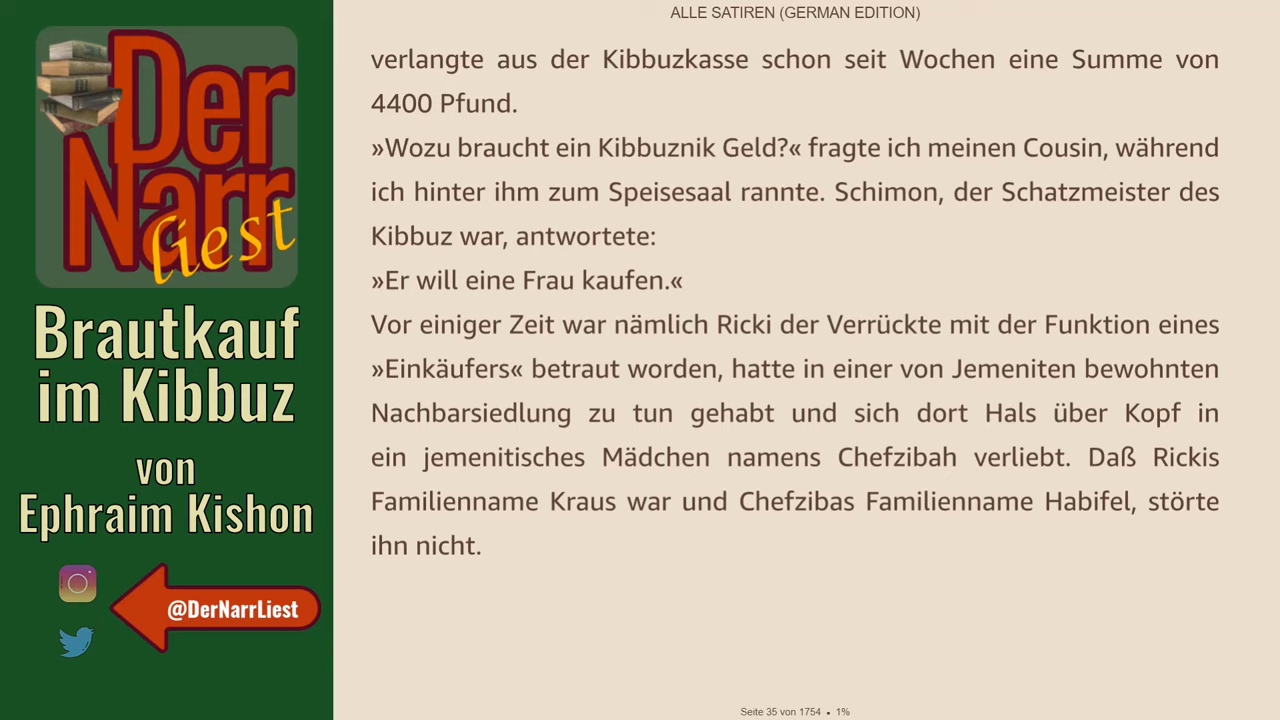 Der
Narr
liest
Brautkauf
im Kibbuz
von
Ephraim Kishon
@DerNarrLiest
ALLE SATIREN (GERMAN EDITION)
verlangte aus der Kibbuzkasse schon seit Wochen eine Summe von
4400 Pfund.
»Wozu braucht ein Kibbuznik Geld?« fragte ich meinen Cousin, während
ich hinter ihm zum Speisesaal rannte. Schimon, der Schatzmeister des
Kibbuz war, antwortete:
»Er will eine Frau kaufen.«
Vor einiger Zeit war nämlich Ricki der Verrückte mit der Funktion eines
»Einkäufers« betraut worden, hatte in einer von Jemeniten bewohnten
Nachbarsiedlung zu tun gehabt und sich dort Hals über Kopf in
ein jemenitisches Mädchen namens Chefzibah verliebt. Daß Rickis
Familienname Kraus war und Chefzibas Familienname Habifel, störte
ihn nicht.
Seite 35 von 1754 • 1%